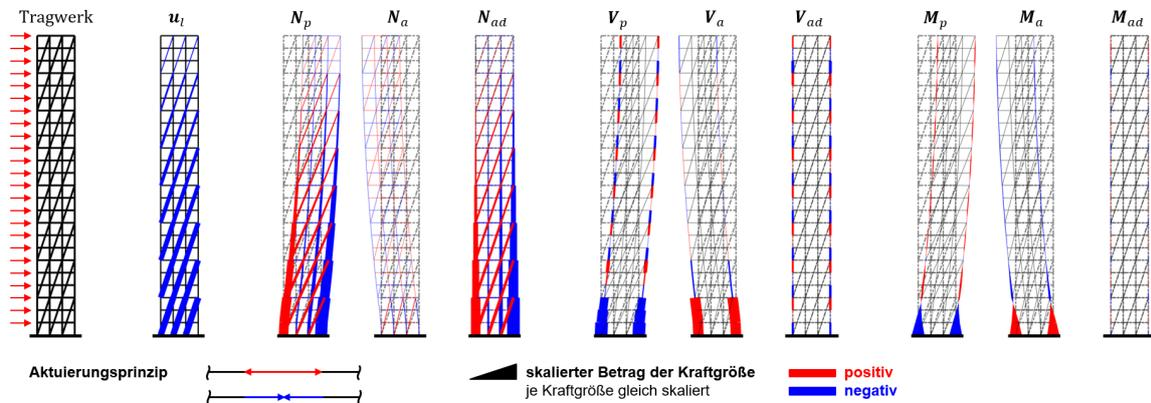 Tragwerk u_l N_p N_a N_ad V_p V_a V_ad M_p M_a M_ad
Aktuierungsprinzip
skalierter Betrag der Kraftgröße
je Kraftgröße gleich skaliert
positiv
negativ